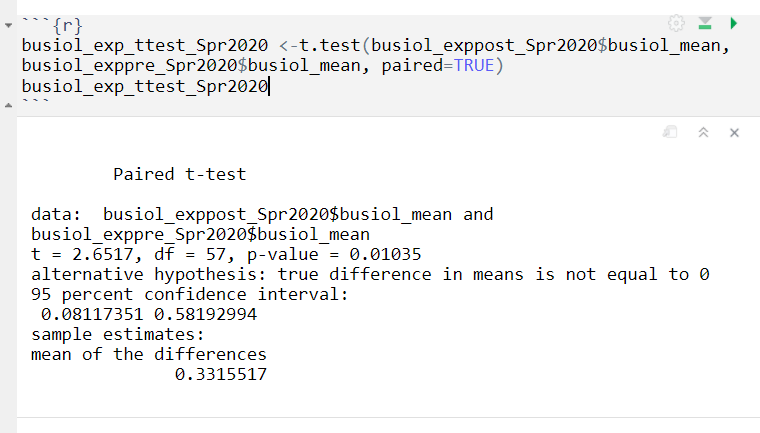 ```{r}
busiol_exp_ttest_Spr2020 <-t.test(busiol_exppost_Spr2020$busiol_mean,
busiol_exppre_Spr2020$busiol_mean, paired=TRUE)
busiol_exp_ttest_Spr2020
```
Paired t-test
data:  busiol_exppost_Spr2020$busiol_mean and
busiol_exppre_Spr2020$busiol_mean
t = 2.6517, df = 57, p-value = 0.01035
alternative hypothesis: true difference in means is not equal to 0
95 percent confidence interval:
0.08117351 0.58192994
sample estimates:
mean of the differences
0.3315517